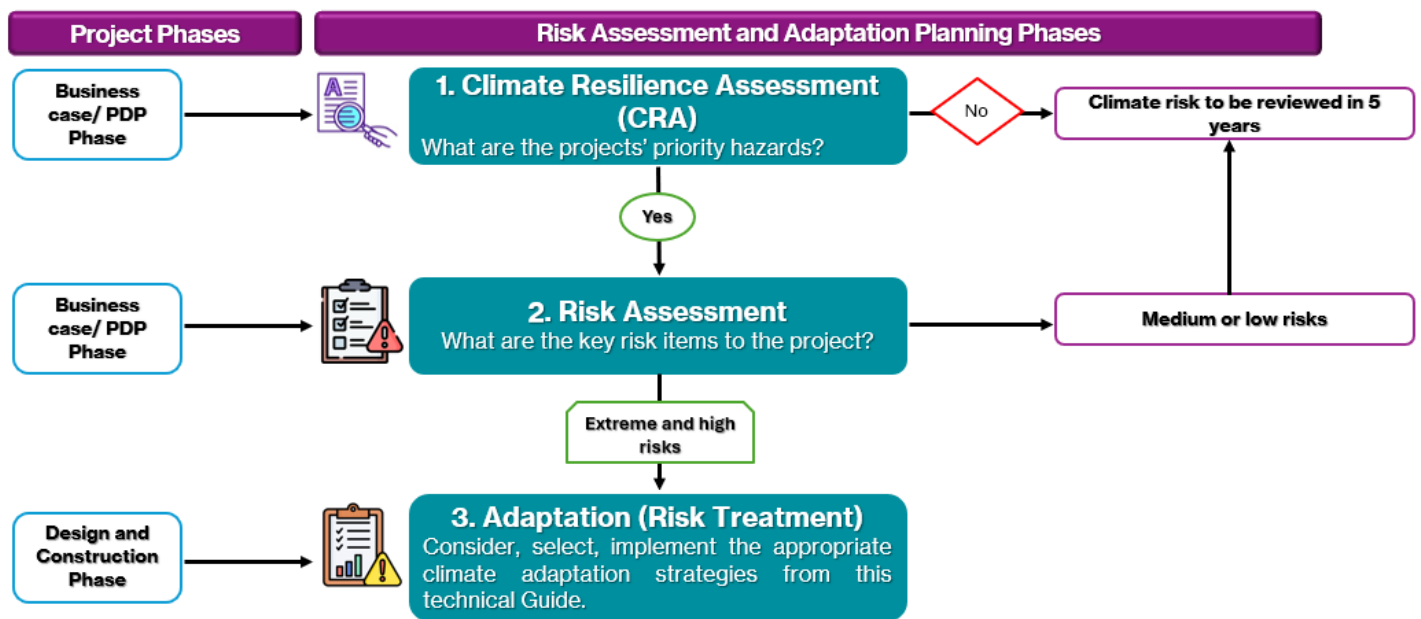 Project Phases
Risk Assessment and Adaptation Planning Phases
Business
case/ PDP
Phase
A
1. Climate Resilience Assessment
(CRA)
What are the projects' priority hazards?
No
Climate risk to be reviewed in 5
years
Yes
Business
case/ PDP
Phase
2. Risk Assessment
What are the key risk items to the project?
Medium or low risks
Extreme and high
risks
Design and
Construction
Phase
3. Adaptation (Risk Treatment)
Consider, select, implement the appropriate
climate adaptation strategies from this
technical Guide.